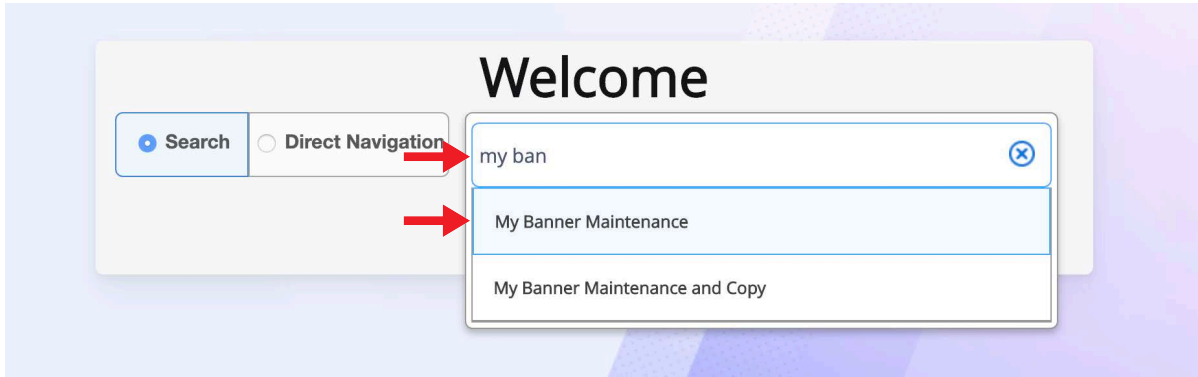 Welcome
Search
Direct Navigation
my ban
My Banner Maintenance
My Banner Maintenance and Copy